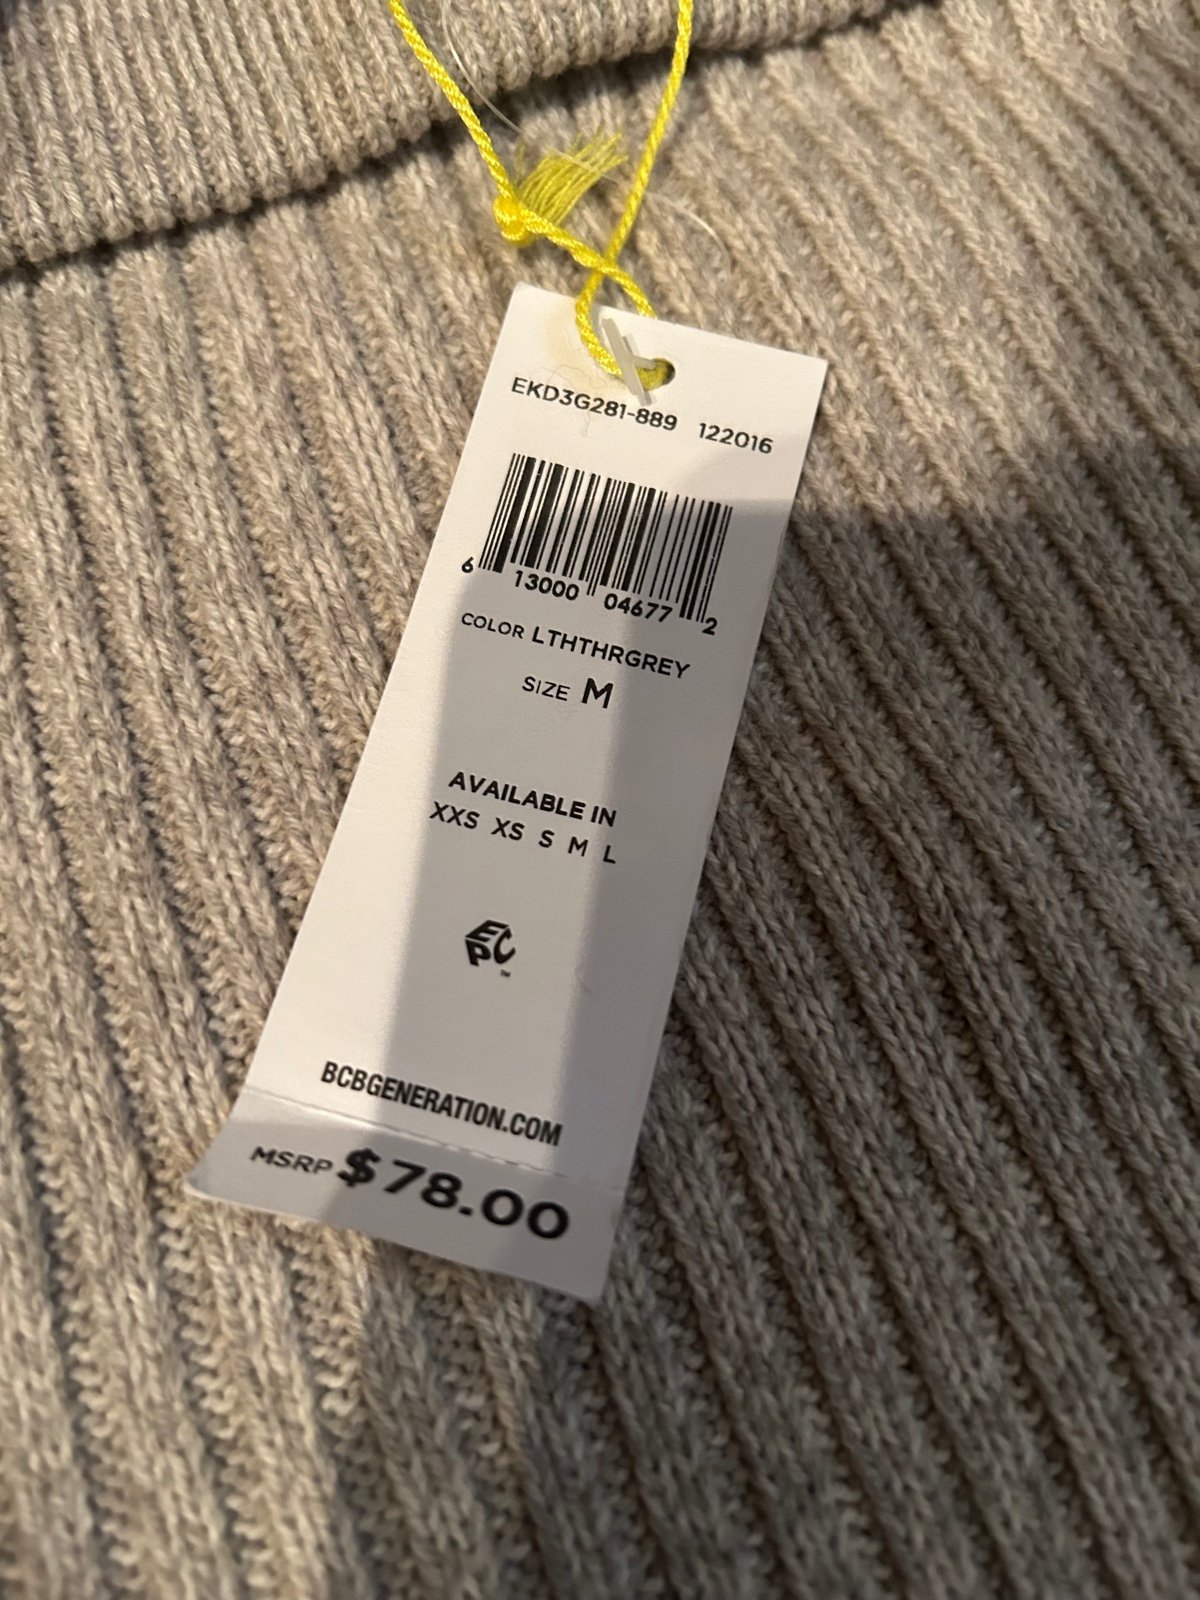 EKD3G281-889 122016
6 13000 04677 2
COLOR LTHTHRGREY
SIZE M
AVAILABLE IN
XXS XS S M L
EPC
TM
BCBGENERATION.COM
MSRP $78.00